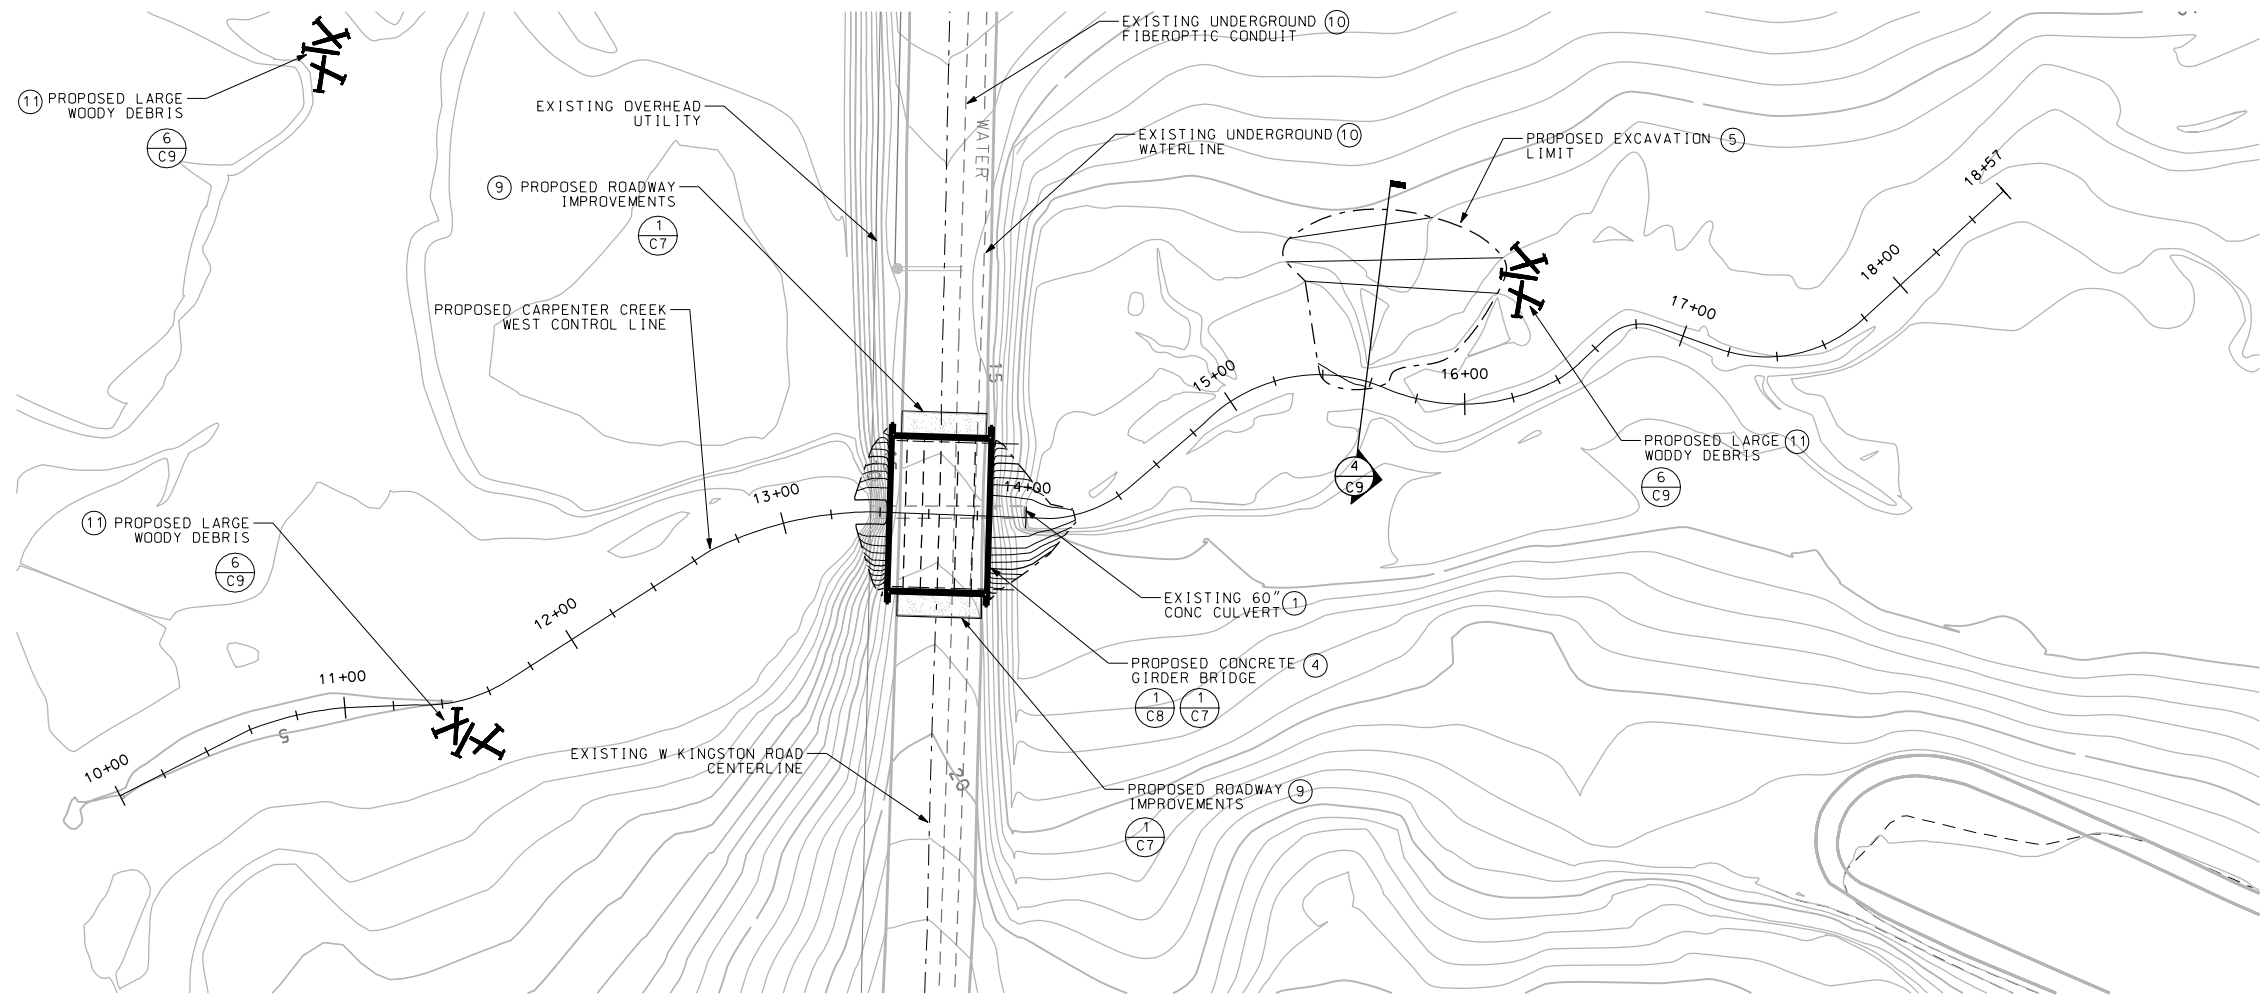 EXISTING UNDERGROUND 10
FIBEROPTIC CONDUIT
11 PROPOSED LARGE
WOODY DEBRIS
6
C9
EXISTING OVERHEAD
UTILITY
WATER
EXISTING UNDERGROUND 10
WATERLINE
PROPOSED EXCAVATION 5
LIMIT
18+57
9 PROPOSED ROADWAY
IMPROVEMENTS
1
C7
18+00
PROPOSED CARPENTER CREEK
WEST CONTROL LINE
17+00
15
15+00
16+00
PROPOSED LARGE 11
WODDY DEBRIS
6
C9
4
C9
13+00
14+00
11 PROPOSED LARGE
WOODY DEBRIS
6
C9
12+00
EXISTING 60" 1
CONC CULVERT
PROPOSED CONCRETE 4
GIRDER BRIDGE
1
C8
1
C7
11+00
5
10+00
EXISTING W KINGSTON ROAD
CENTERLINE
20
PROPOSED ROADWAY 9
IMPROVEMENTS
1
C7